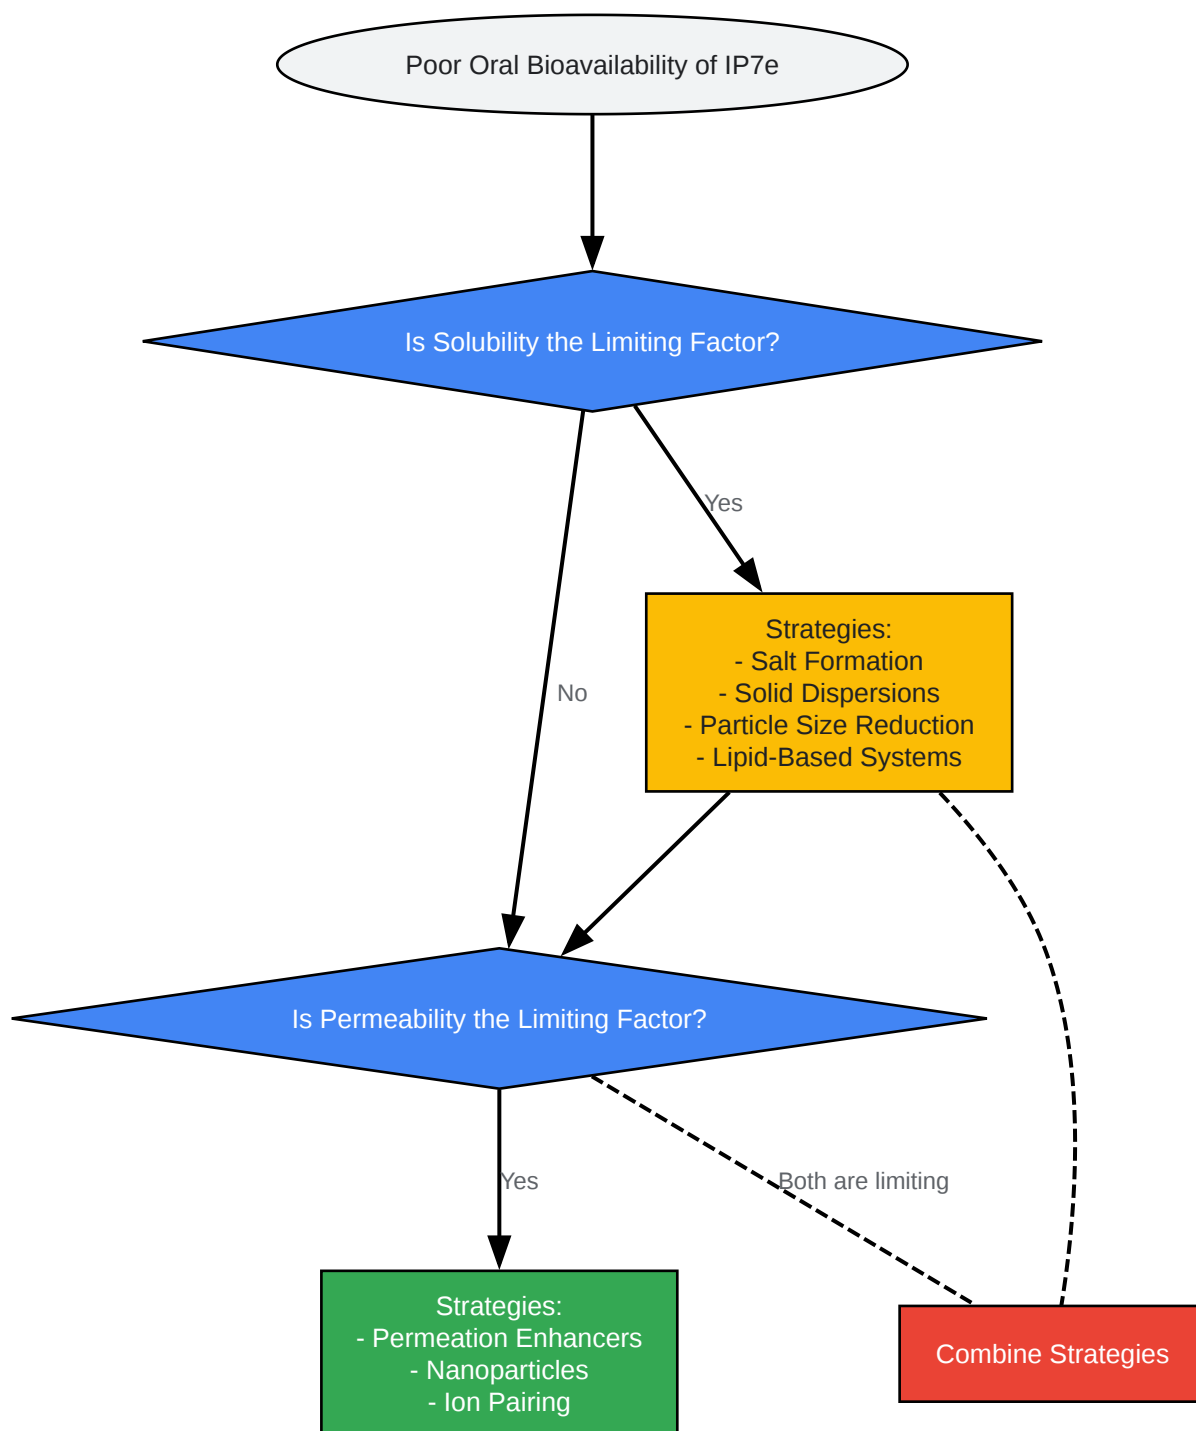 Poor Oral Bioavailability of IP7e
Is Solubility the Limiting Factor?
Yes
No
Strategies:
- Salt Formation
- Solid Dispersions
- Particle Size Reduction
- Lipid-Based Systems
Is Permeability the Limiting Factor?
Yes
Both are limiting
Strategies:
- Permeation Enhancers
- Nanoparticles
- Ion Pairing
Combine Strategies